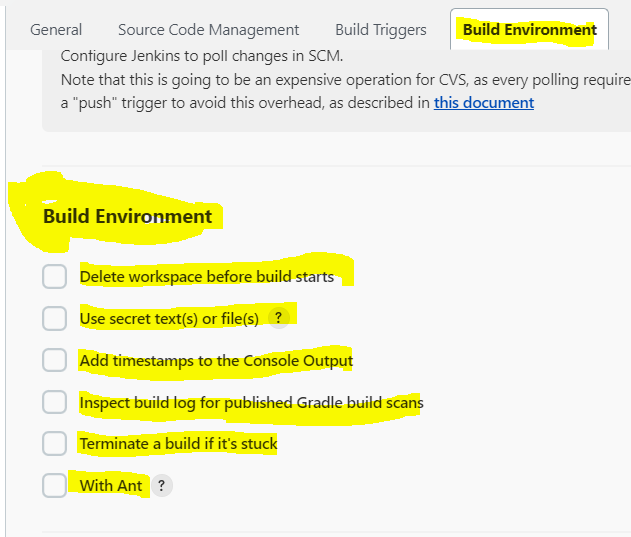 General Source Code Management Build Triggers Build Environment
Configure Jenkins to poll changes in SCM.
Note that this is going to be an expensive operation for CVS, as every polling require
a "push" trigger to avoid this overhead, as described in this document
Build Environment
Delete workspace before build starts
Use secret text(s) or file(s) ?
Add timestamps to the Console Output
Inspect build log for published Gradle build scans
Terminate a build if it's stuck
With Ant ?